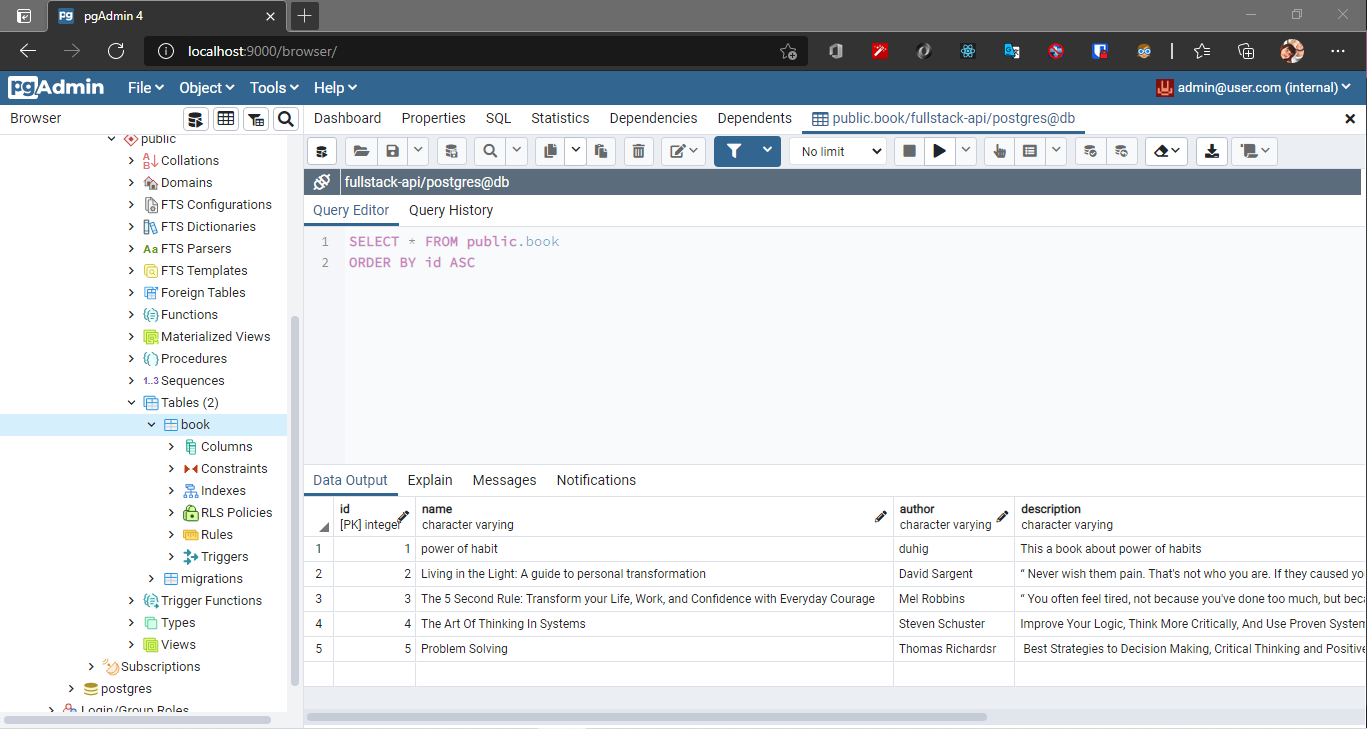 pgAdmin 4
localhost:9000/browser/
pgAdmin File Object Tools Help admin@user.com (internal)
Browser
Dashboard Properties SQL Statistics Dependencies Dependents public.book/fullstack-api/postgres@db
public
Collations
Domains
FTS Configurations
FTS Dictionaries
Aa FTS Parsers
FTS Templates
Foreign Tables
Functions
Materialized Views
Procedures
1..3 Sequences
Tables (2)
book
Columns
Constraints
Indexes
RLS Policies
Rules
Triggers
migrations
Trigger Functions
Types
Views
Subscriptions
postgres
Login/Group Roles
No limit
fullstack-api/postgres@db
Query Editor Query History
1 SELECT * FROM public.book
2 ORDER BY id ASC
Data Output Explain Messages Notifications
id name author description
[PK] integer character varying character varying character varying
1 1 power of habit duhig This a book about power of habits
2 2 Living in the Light: A guide to personal transformation David Sargent “ Never wish them pain. That's not who you are. If they caused yo
3 3 The 5 Second Rule: Transform your Life, Work, and Confidence with Everyday Courage Mel Robbins “ You often feel tired, not because you've done too much, but beca
4 4 The Art Of Thinking In Systems Steven Schuster Improve Your Logic, Think More Critically, And Use Proven System
5 5 Problem Solving Thomas Richardsr Best Strategies to Decision Making, Critical Thinking and Positive